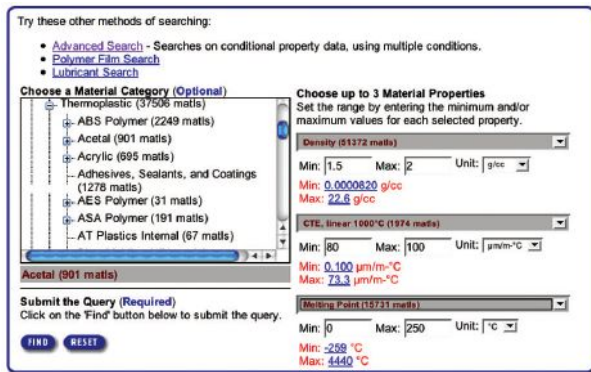 Try these other methods of searching:
Advanced Search - Searches on conditional property data, using multiple conditions.
Polymer Film Search
Lubricant Search
Choose a Material Category (Optional)
Thermoplastic (37506 matls)
ABS Polymer (2249 matls)
Acetal (901 matls)
Acrylic (695 matls)
Adhesives, Sealants, and Coatings
(1278 matls)
AES Polymer (31 matls)
ASA Polymer (191 matls)
AT Plastics Internal (67 matls)
Acetal (901 matls)
Submit the Query (Required)
Click on the 'Find' button below to submit the query.
FIND RESET
Choose up to 3 Material Properties
Set the range by entering the minimum and/or
maximum values for each selected property.
Density (51372 matls)
Min: 1.5 Max: 2 Unit: g/cc
Min: 0.0000620 g/cc
Max: 22.6 g/cc
CTE, linear 1000°C (1974 matls)
Min: 80 Max: 100 Unit: µm/m-°C
Min: 0.100 µm/m-°C
Max: 73.3 µm/m-°C
Melting Point (15731 matls)
Min: 0 Max: 250 Unit: °C
Min: -259 °C
Max: 4440 °C